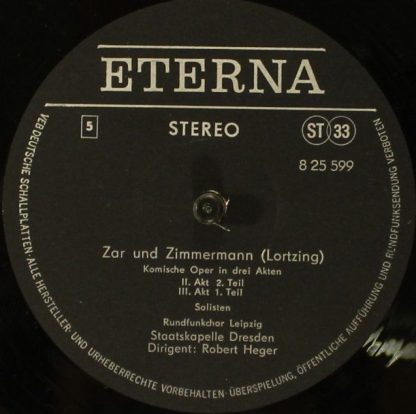 ETERNA
5
STEREO
ST 33
8 25 599
Zar und Zimmermann (Lortzing)
Komische Oper in drei Akten
II. Akt 2. Teil
III. Akt 1. Teil
Solisten
Rundfunkchor Leipzig
Staatskapelle Dresden
Dirigent: Robert Heger
VEB DEUTSCHE SCHALLPLATTEN · ALLE HERSTELLER- UND URHEBERRECHTE VORBEHALTEN · ÜBERSPIELUNG, ÖFFENTLICHE AUFFÜHRUNG UND RUNDFUNKSENDUNG VERBOTEN